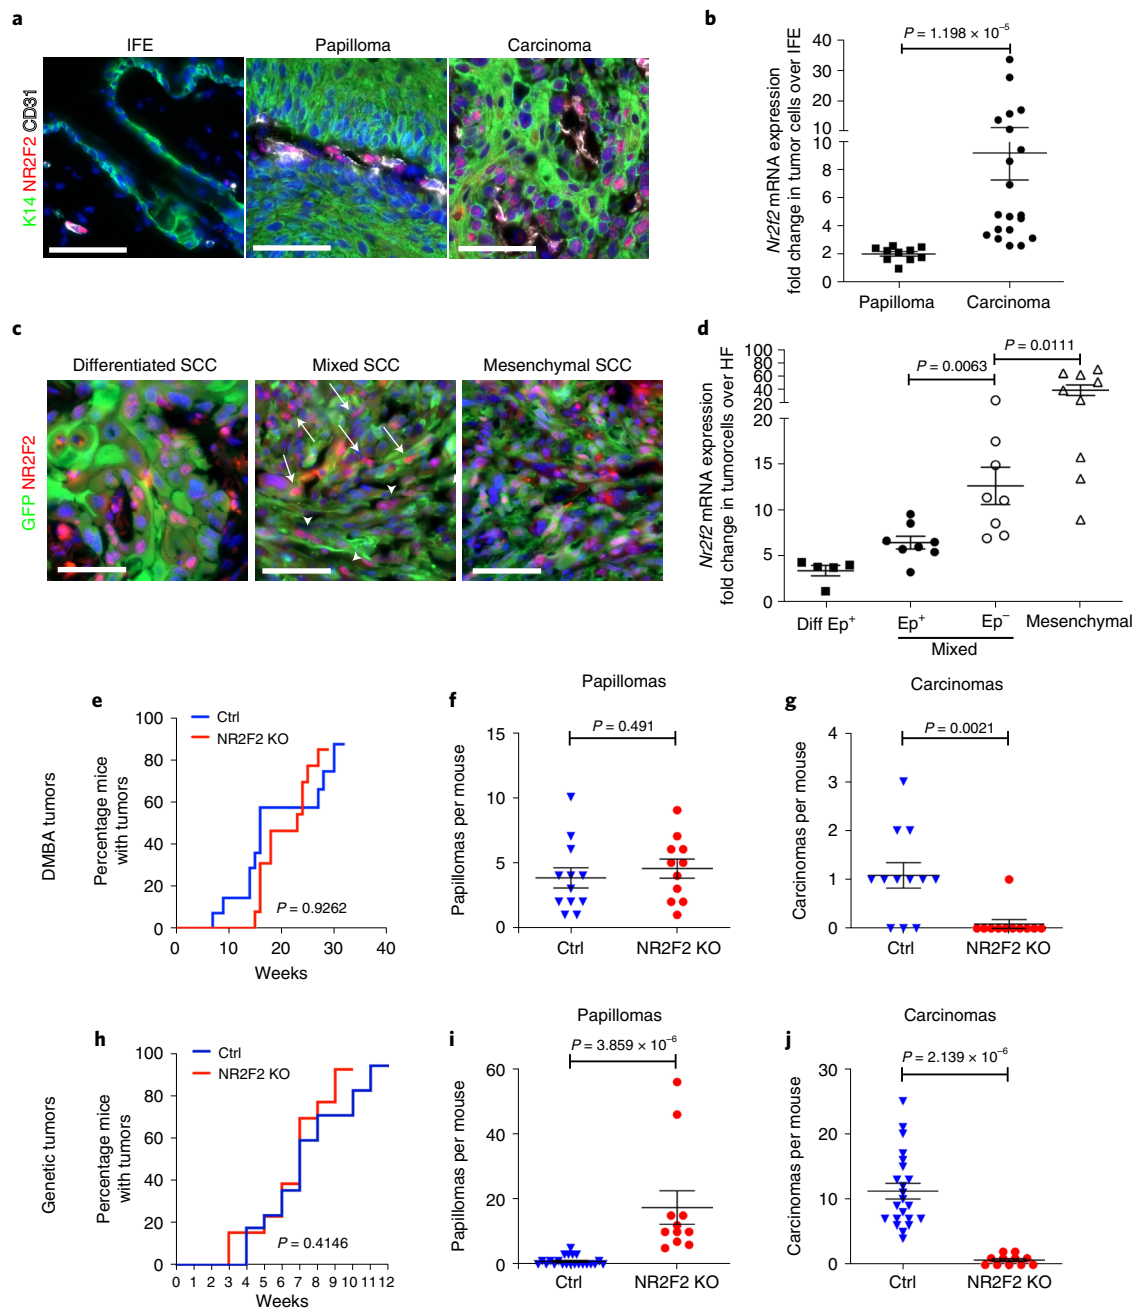 a
IFE
Papilloma
Carcinoma
K14 NR2F2 CD31
b
P = 1.198 × 10⁻⁵
Nr2f2 mRNA expression
fold change in tumor cells over IFE
40
30
20
10
10
8
6
4
2
0
Papilloma
Carcinoma
c
Differentiated SCC
Mixed SCC
Mesenchymal SCC
GFP NR2F2
d
P = 0.0111
P = 0.0063
Nr2f2 mRNA expression
fold change in tumorcells over HF
100
80
60
40
20
20
15
10
5
0
Diff Ep⁺
Ep⁺
Ep⁻
Mesenchymal
Mixed
DMBA tumors
e
Percentage mice
with tumors
100
80
60
40
20
0
Ctrl
NR2F2 KO
P = 0.9262
0 10 20 30 40
Weeks
f
Papillomas
P = 0.491
Papillomas per mouse
15
10
5
0
Ctrl
NR2F2 KO
g
Carcinomas
P = 0.0021
Carcinomas per mouse
4
3
2
1
0
Ctrl
NR2F2 KO
Genetic tumors
h
Percentage mice
with tumors
100
80
60
40
20
0
Ctrl
NR2F2 KO
P = 0.4146
0 1 2 3 4 5 6 7 8 9 10 11 12
Weeks
i
Papillomas
P = 3.859 × 10⁻⁶
Papillomas per mouse
60
40
20
0
Ctrl
NR2F2 KO
j
Carcinomas
P = 2.139 × 10⁻⁶
Carcinomas per mouse
30
20
10
0
Ctrl
NR2F2 KO